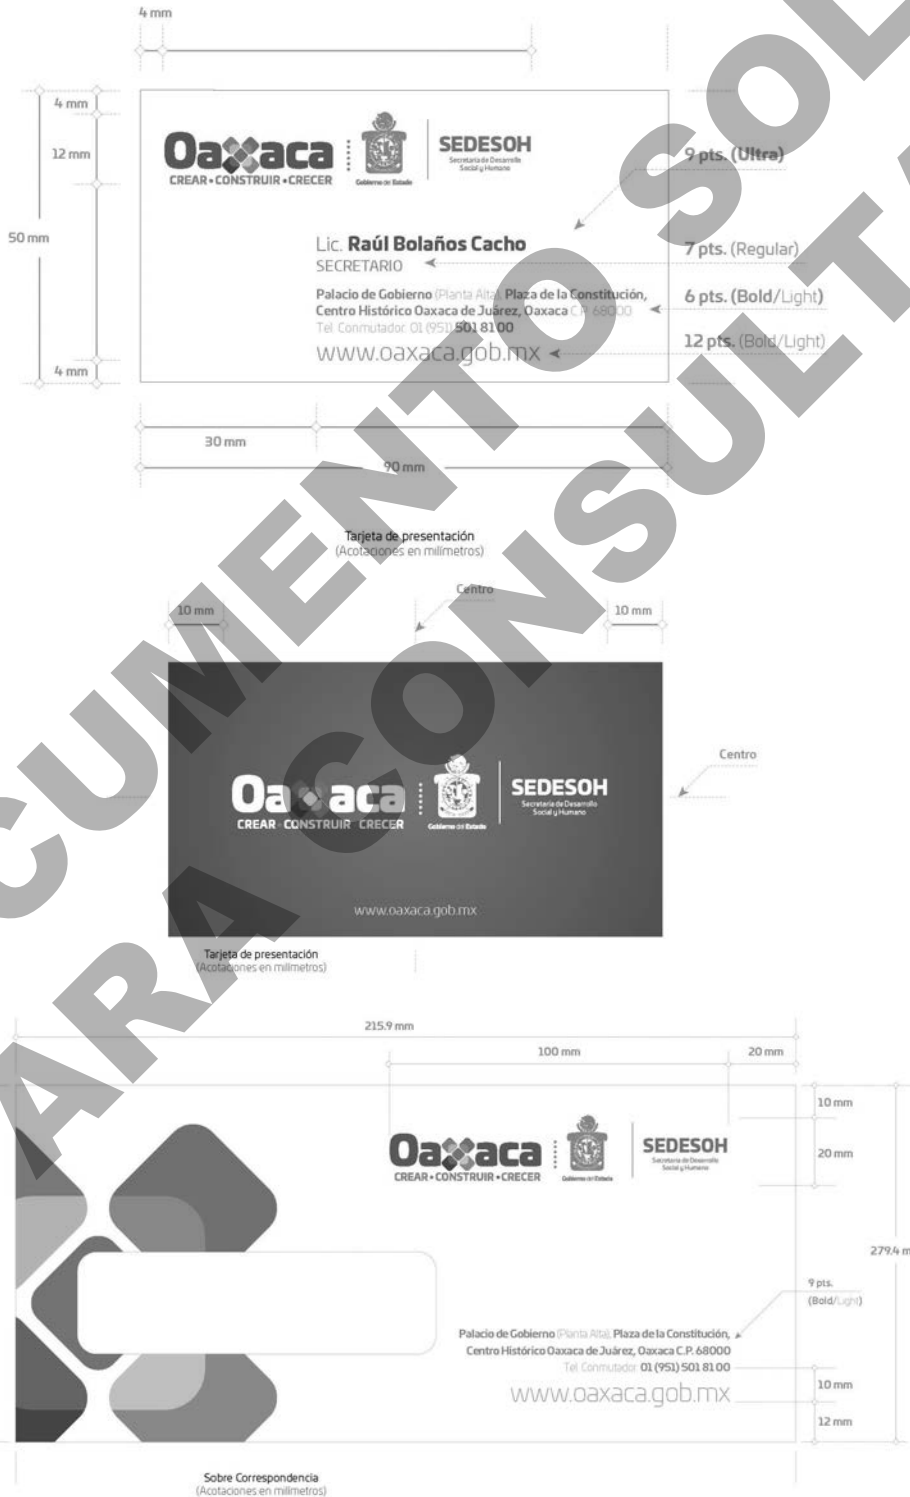 4 mm
4 mm
12 mm
50 mm
4 mm
Oaxaca
CREAR • CONSTRUIR • CRECER
Gobierno del Estado
SEDESOH
Secretaría de Desarrollo
Social y Humano
9 pts. (Ultra)
Lic. Raúl Bolaños Cacho
SECRETARIO
7 pts. (Regular)
Palacio de Gobierno (Planta Alta), Plaza de la Constitución,
Centro Histórico Oaxaca de Juárez, Oaxaca C.P. 68000
6 pts. (Bold/Light)
Tel. Conmutador. 01 (951) 501 81 00
www.oaxaca.gob.mx
12 pts. (Bold/Light)
30 mm
90 mm
Tarjeta de presentación
(Acotaciones en milímetros)
Centro
10 mm
10 mm
Centro
Oaxaca
CREAR • CONSTRUIR • CRECER
Gobierno del Estado
SEDESOH
Secretaría de Desarrollo
Social y Humano
www.oaxaca.gob.mx
Tarjeta de presentación
(Acotaciones en milímetros)
215.9 mm
100 mm
20 mm
10 mm
20 mm
Oaxaca
CREAR • CONSTRUIR • CRECER
Gobierno del Estado
SEDESOH
Secretaría de Desarrollo
Social y Humano
279.4 m
9 pts.
(Bold/Light)
Palacio de Gobierno (Planta Alta), Plaza de la Constitución,
Centro Histórico Oaxaca de Juárez, Oaxaca C.P. 68000
Tel. Conmutador. 01 (951) 501 81 00
www.oaxaca.gob.mx
10 mm
12 mm
Sobre Correspondencia
(Acotaciones en milímetros)
CUMENTO SOL
ARA CONSULTA